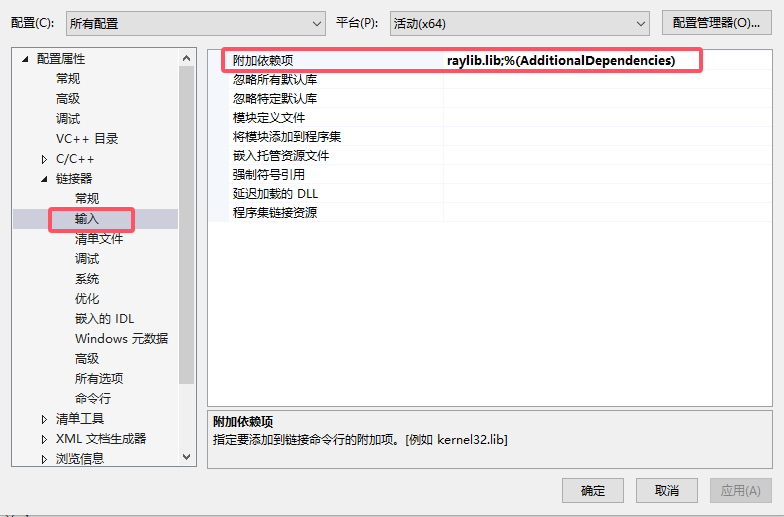 配置(C): 所有配置 平台(P): 活动(x64) 配置管理器(O)...
配置属性
常规
高级
调试
VC++ 目录
C/C++
链接器
常规
输入
清单文件
调试
系统
优化
嵌入的 IDL
Windows 元数据
高级
所有选项
命令行
清单工具
XML 文档生成器
浏览信息
附加依赖项 raylib.lib;%(AdditionalDependencies)
忽略所有默认库
忽略特定默认库
模块定义文件
将模块添加到程序集
嵌入托管资源文件
强制符号引用
延迟加载的 DLL
程序集链接资源
附加依赖项
指定要添加到链接命令行的附加项。[例如 kernel32.lib]
确定 取消 应用(A)